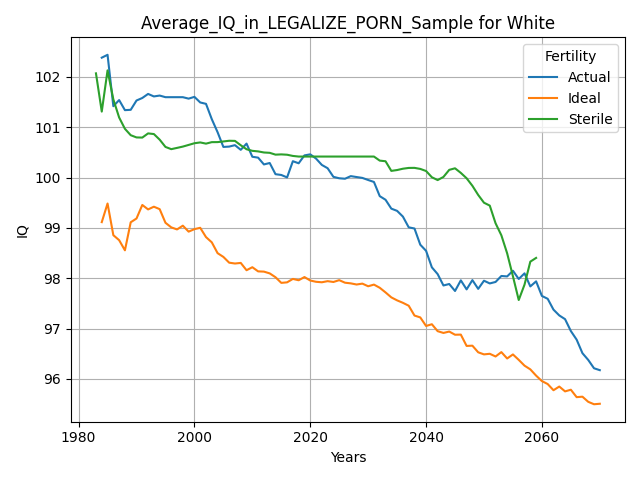 Average_IQ_in_LEGALIZE_PORN_Sample for White
Fertility
Actual
Ideal
Sterile
IQ
102
101
100
99
98
97
96
1980
2000
2020
2040
2060
Years